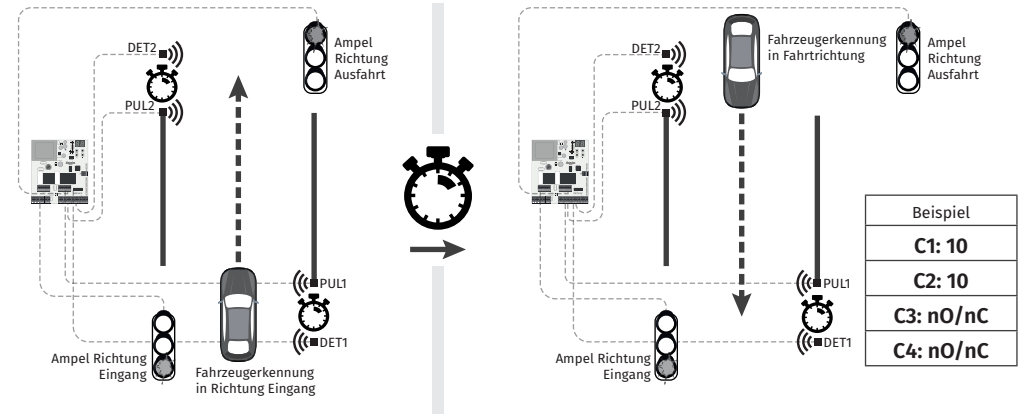 DET2
PUL2
Ampel
Richtung
Ausfahrt
PUL1
DET1
Ampel Richtung
Eingang
Fahrzeugerkennung
in Richtung Eingang
DET2
PUL2
Fahrzeugerkennung
in Fahrtrichtung
Ampel
Richtung
Ausfahrt
PUL1
DET1
Ampel Richtung
Eingang
Beispiel
C1: 10
C2: 10
C3: nO/nC
C4: nO/nC